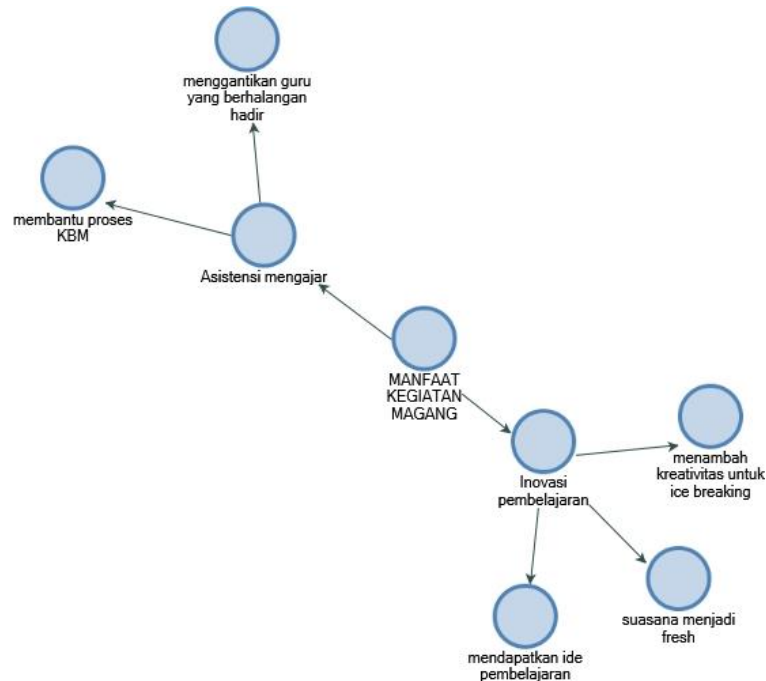 menggantikan guru
yang berhalangan
hadir
membantu proses
KBM
Asistensi mengajar
MANFAAT
KEGIATAN
MAGANG
menambah
kreativitas untuk
ice breaking
Inovasi
pembelajaran
suasana menjadi
fresh
mendapatkan ide
pembelajaran